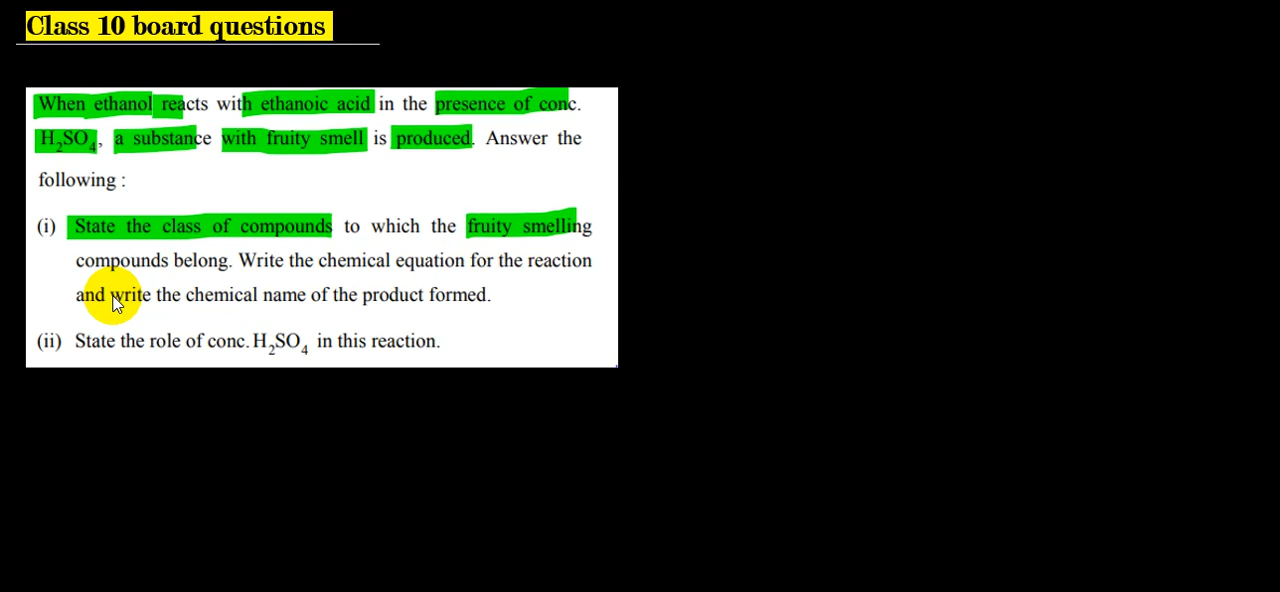 Class 10 board questions
When ethanol reacts with ethanoic acid in the presence of conc.
H₂SO₄, a substance with fruity smell is produced. Answer the
following :
(i) State the class of compounds to which the fruity smelling
compounds belong. Write the chemical equation for the reaction
and write the chemical name of the product formed.
(ii) State the role of conc. H₂SO₄ in this reaction.